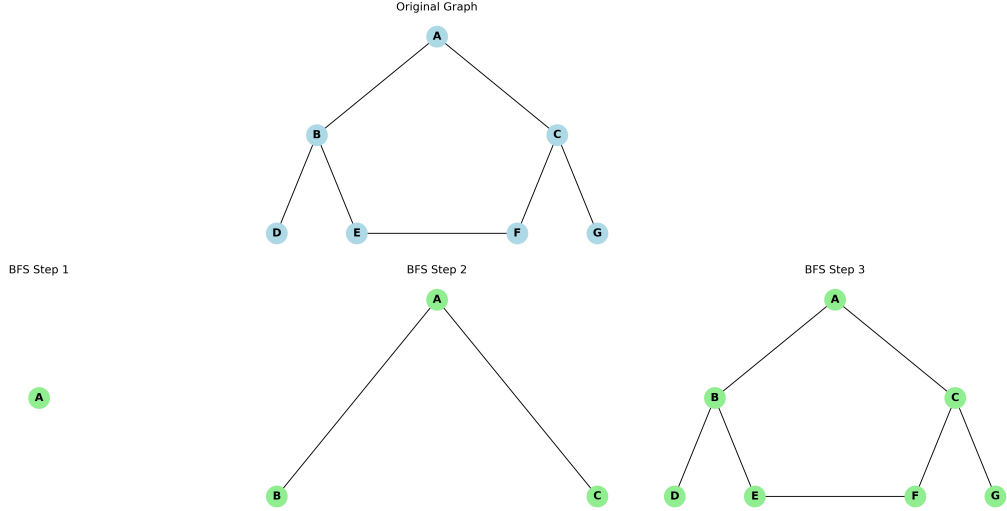 Original Graph
A
B
C
D
E
F
G
BFS Step 1
A
BFS Step 2
A
B
C
BFS Step 3
A
B
C
D
E
F
G